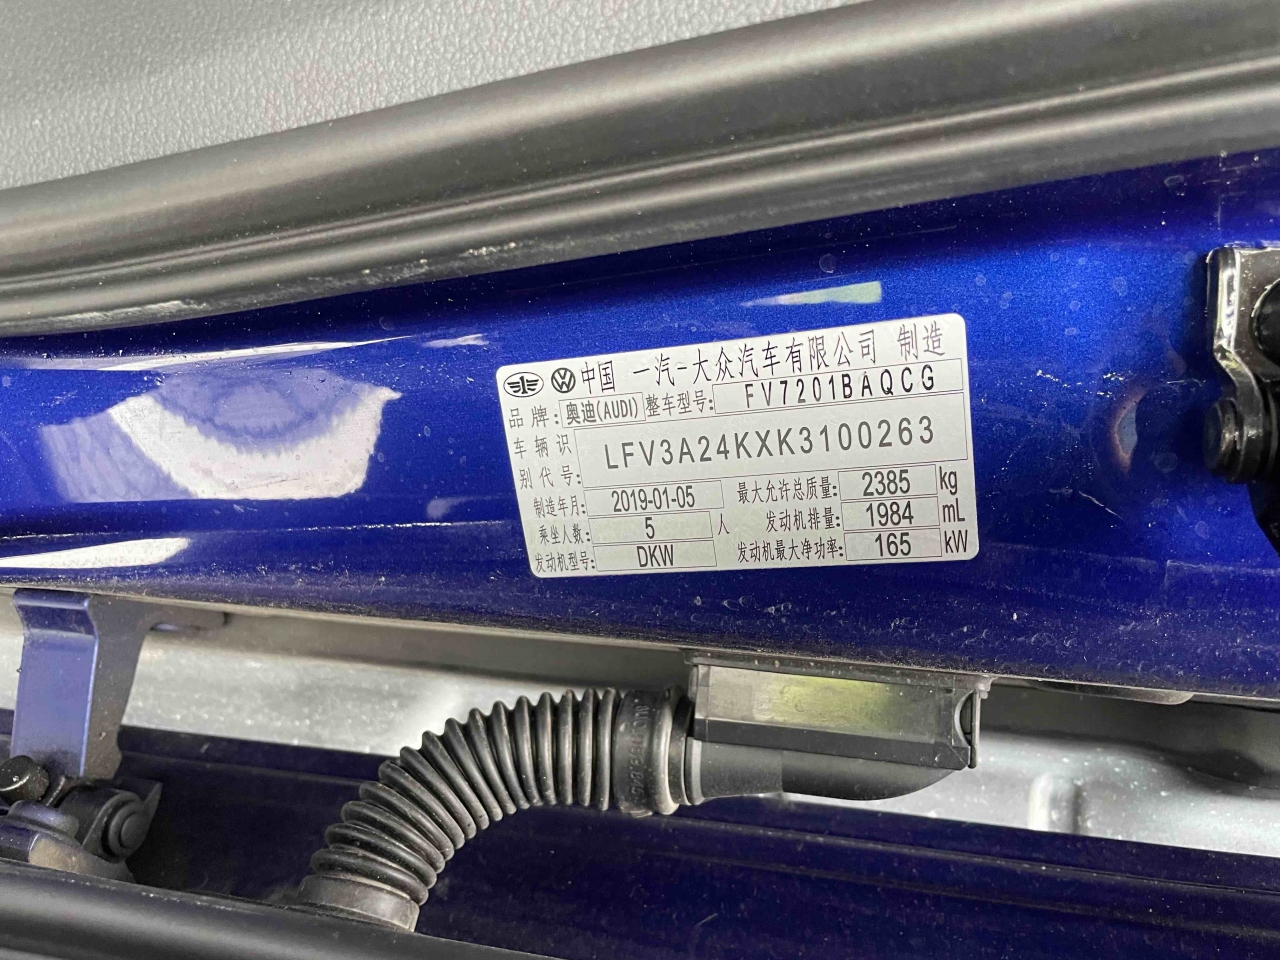 中国 一汽-大众汽车有限公司 制造
品牌: 奥迪(AUDI) 整车型号: FV7201BAQCG
车辆识别代号: LFV3A24KXK3100263
制造年月: 2019-01-05 最大允许总质量: 2385 kg
乘坐人数: 5 人 发动机排量: 1984 mL
发动机型号: DKW 发动机最大净功率: 165 kW